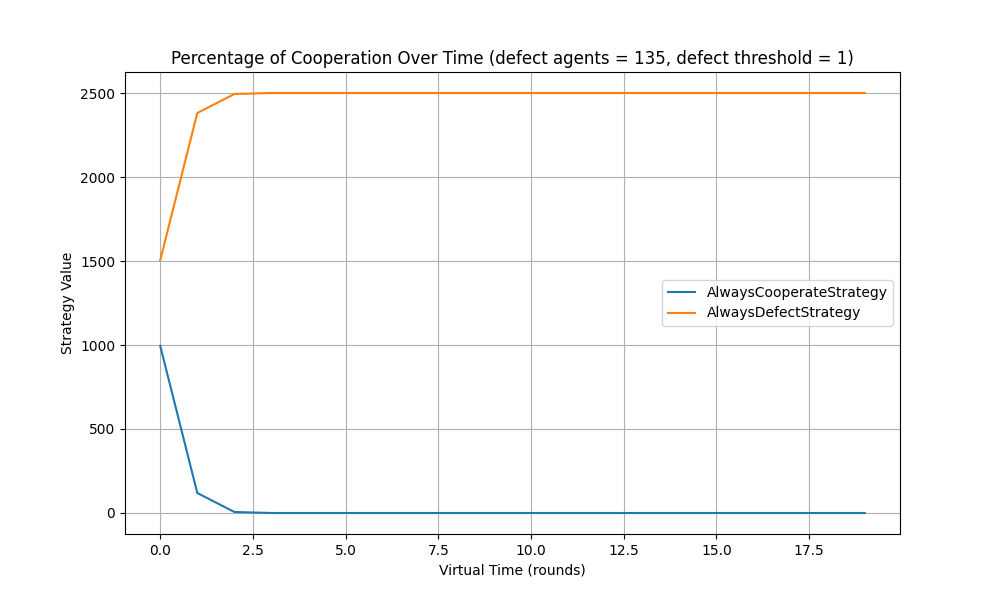 Percentage of Cooperation Over Time (defect agents = 135, defect threshold = 1)
Strategy Value
2500
2000
1500
1000
500
0
AlwaysCooperateStrategy
AlwaysDefectStrategy
0.0 2.5 5.0 7.5 10.0 12.5 15.0 17.5
Virtual Time (rounds)